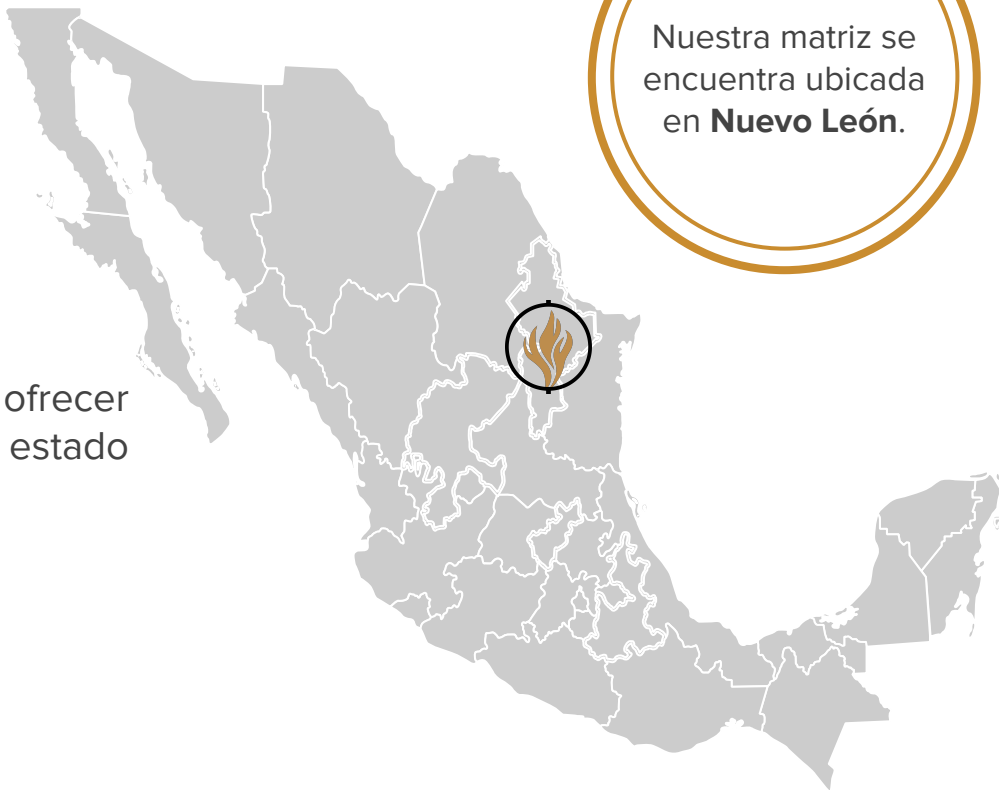 Nuestra matriz se
encuentra ubicada
en Nuevo León.
ofrecer
estado